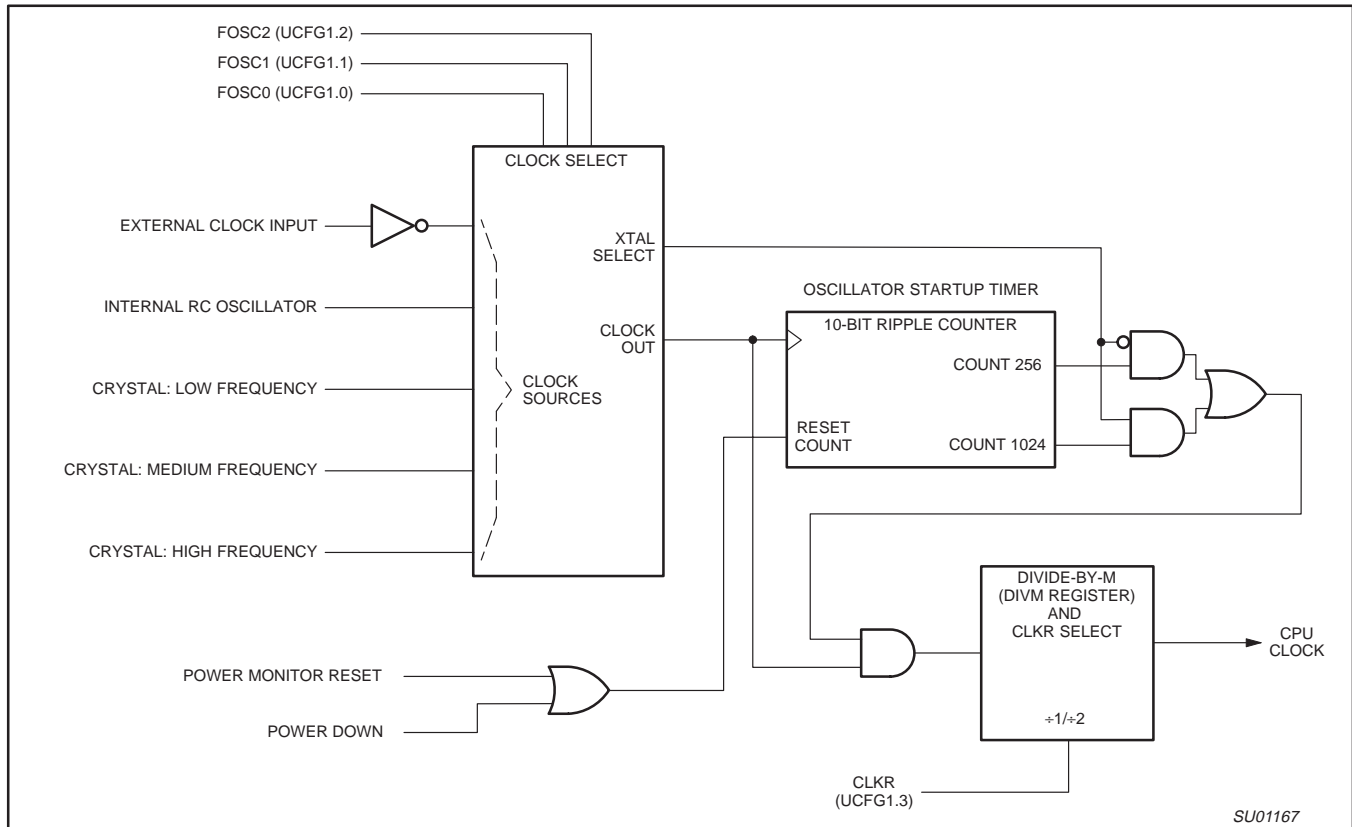 FOSC2 (UCFG1.2)
FOSC1 (UCFG1.1)
FOSC0 (UCFG1.0)
CLOCK SELECT
EXTERNAL CLOCK INPUT
XTAL
SELECT
INTERNAL RC OSCILLATOR
OSCILLATOR STARTUP TIMER
10-BIT RIPPLE COUNTER
CLOCK
OUT
COUNT 256
CRYSTAL: LOW FREQUENCY
CLOCK
SOURCES
RESET
COUNT
COUNT 1024
CRYSTAL: MEDIUM FREQUENCY
CRYSTAL: HIGH FREQUENCY
DIVIDE-BY-M
(DIVM REGISTER)
AND
CLKR SELECT
CPU
CLOCK
POWER MONITOR RESET
POWER DOWN
÷1/÷2
CLKR
(UCFG1.3)
SU01167